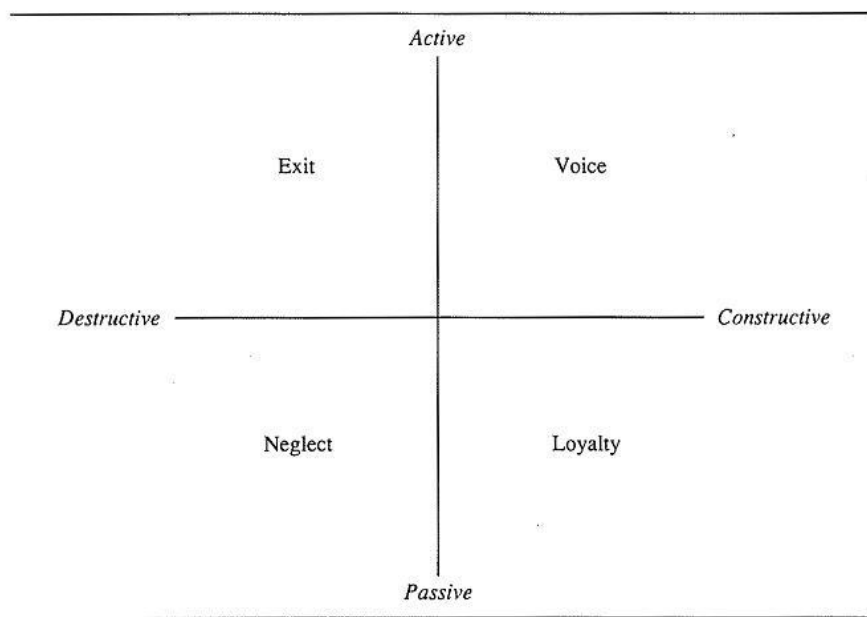 Active
Exit Voice
Destructive Constructive
Neglect Loyalty
Passive